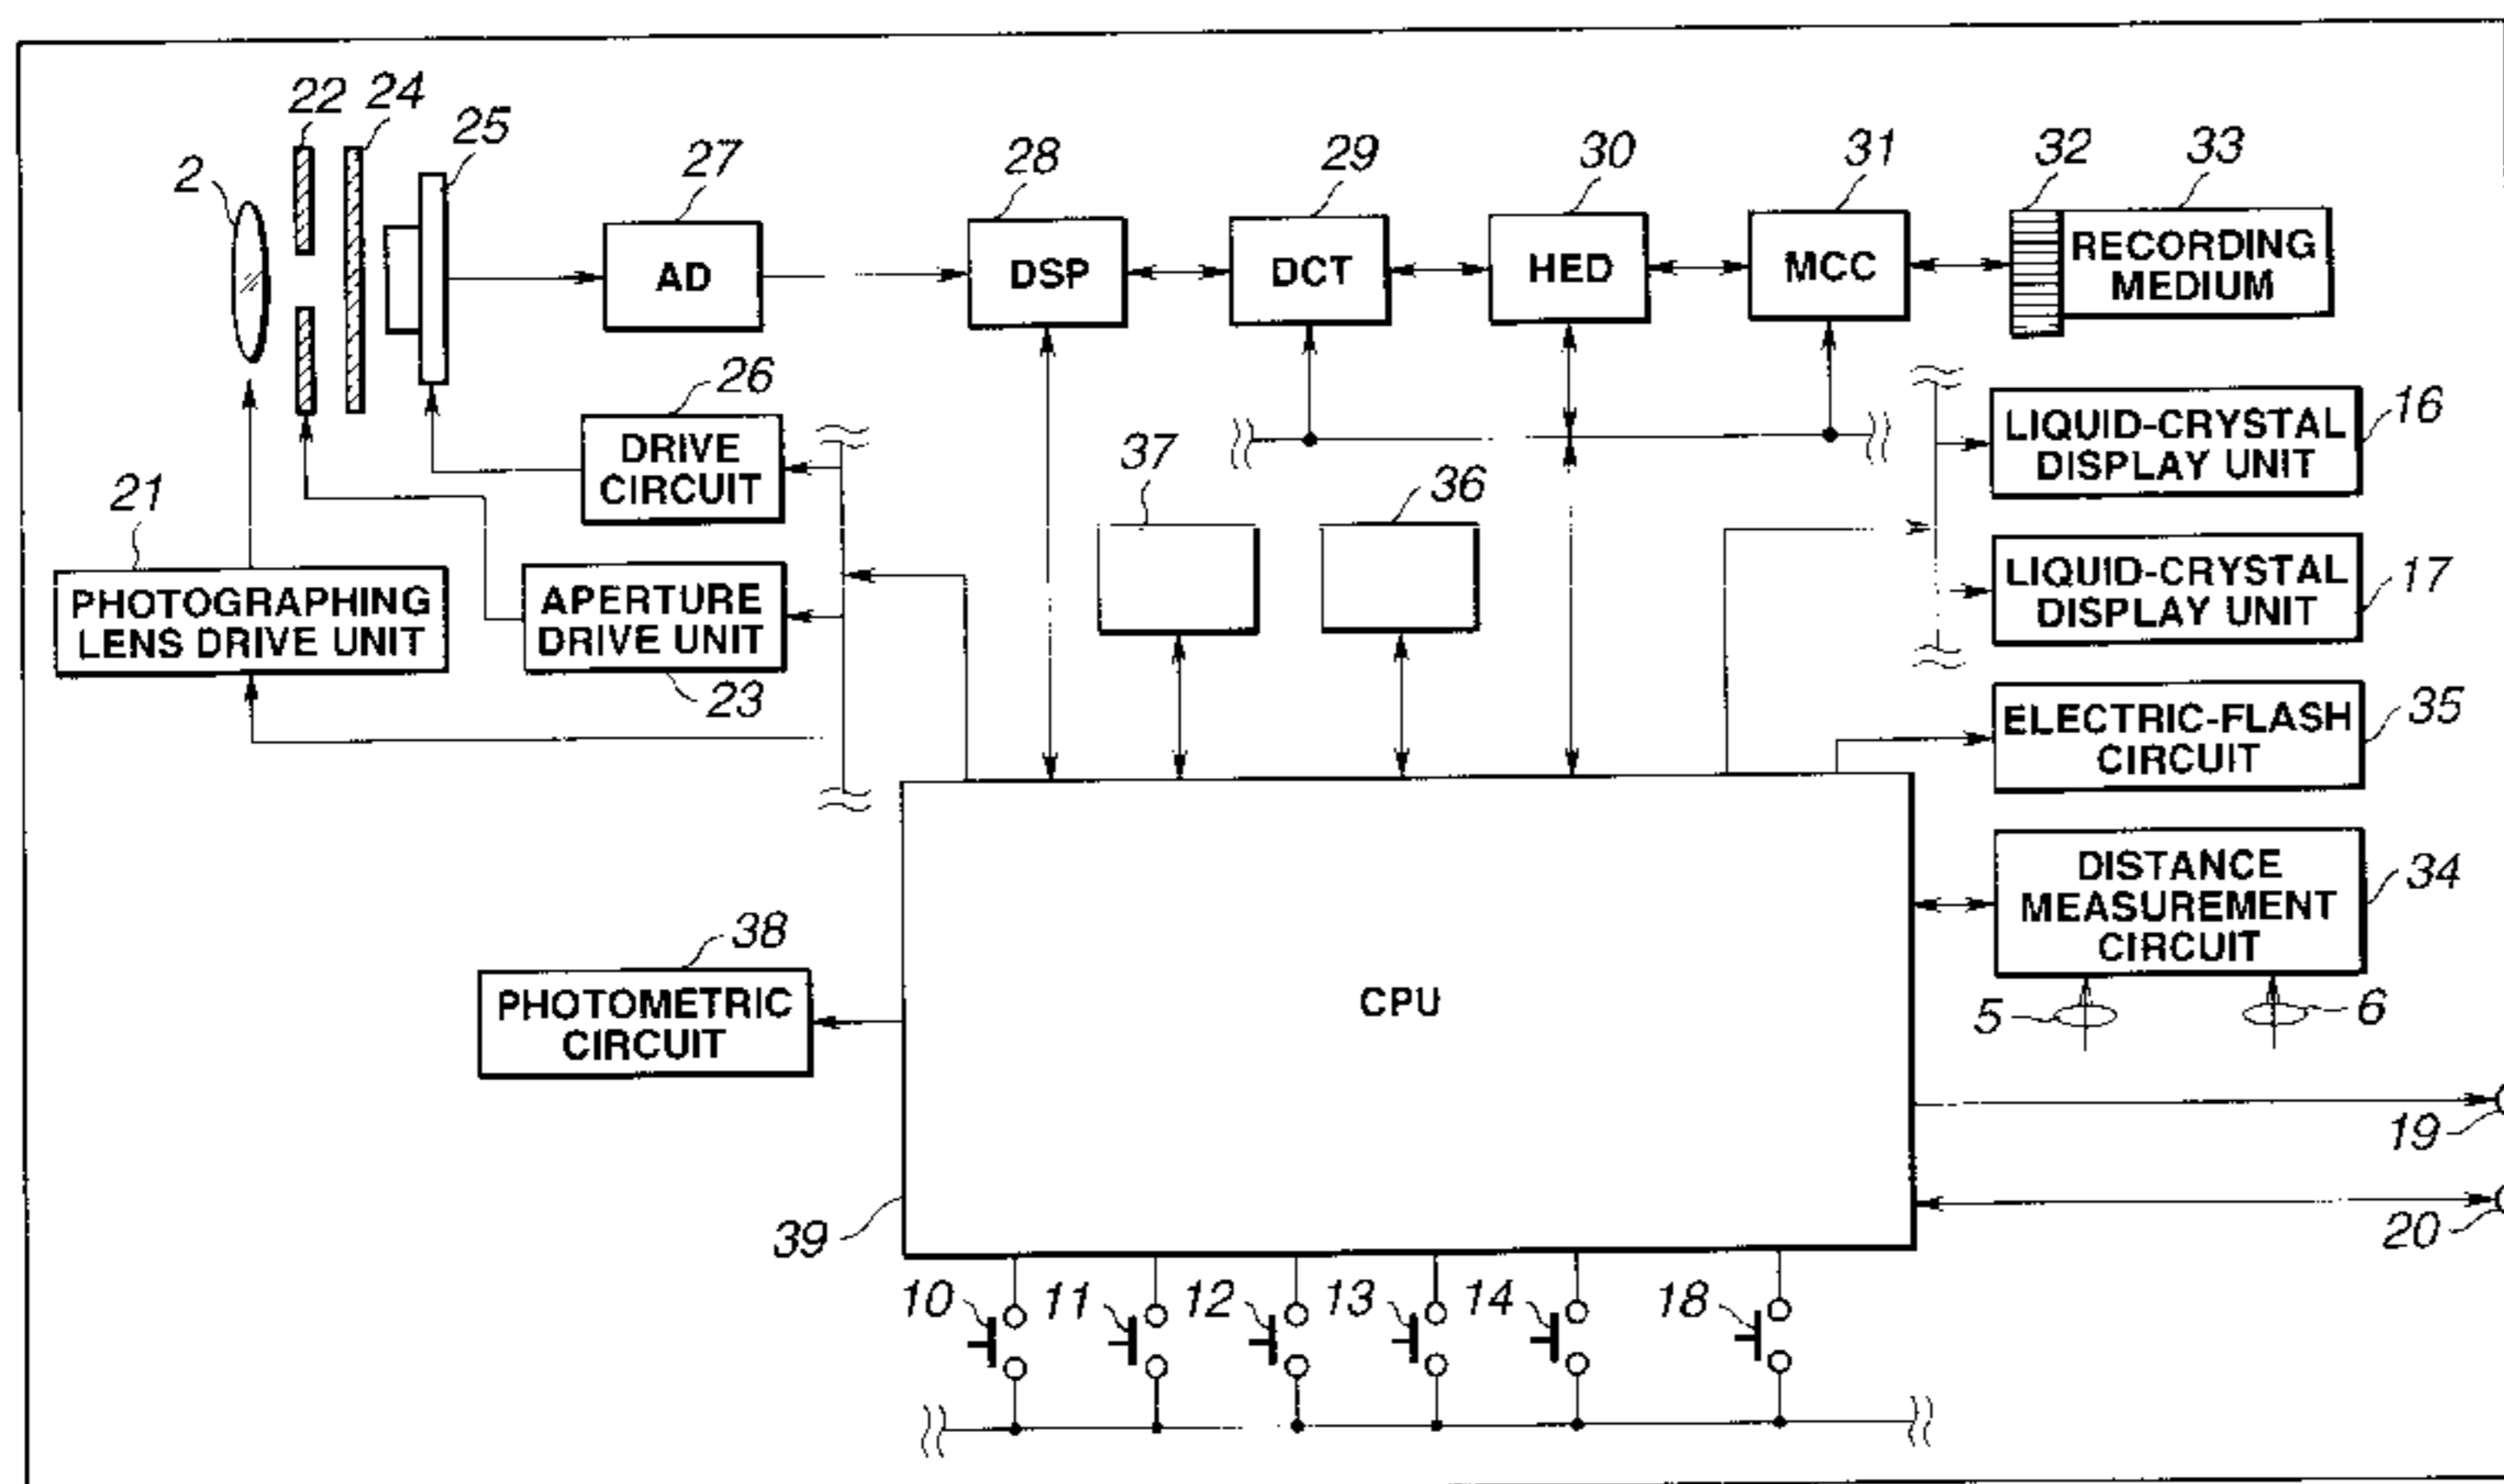 22
24
25
2
27
28
29
30
31
32
33
AD
DSP
DCT
HED
MCC
RECORDING
MEDIUM
26
DRIVE
CIRCUIT
37
36
LIQUID-CRYSTAL
DISPLAY UNIT
16
21
PHOTOGRAPHING
LENS DRIVE UNIT
APERTURE
DRIVE UNIT
23
LIQUID-CRYSTAL
DISPLAY UNIT
17
ELECTRIC-FLASH
CIRCUIT
35
DISTANCE
MEASUREMENT
CIRCUIT
34
38
PHOTOMETRIC
CIRCUIT
CPU
5
6
19
39
20
10
11
12
13
14
18